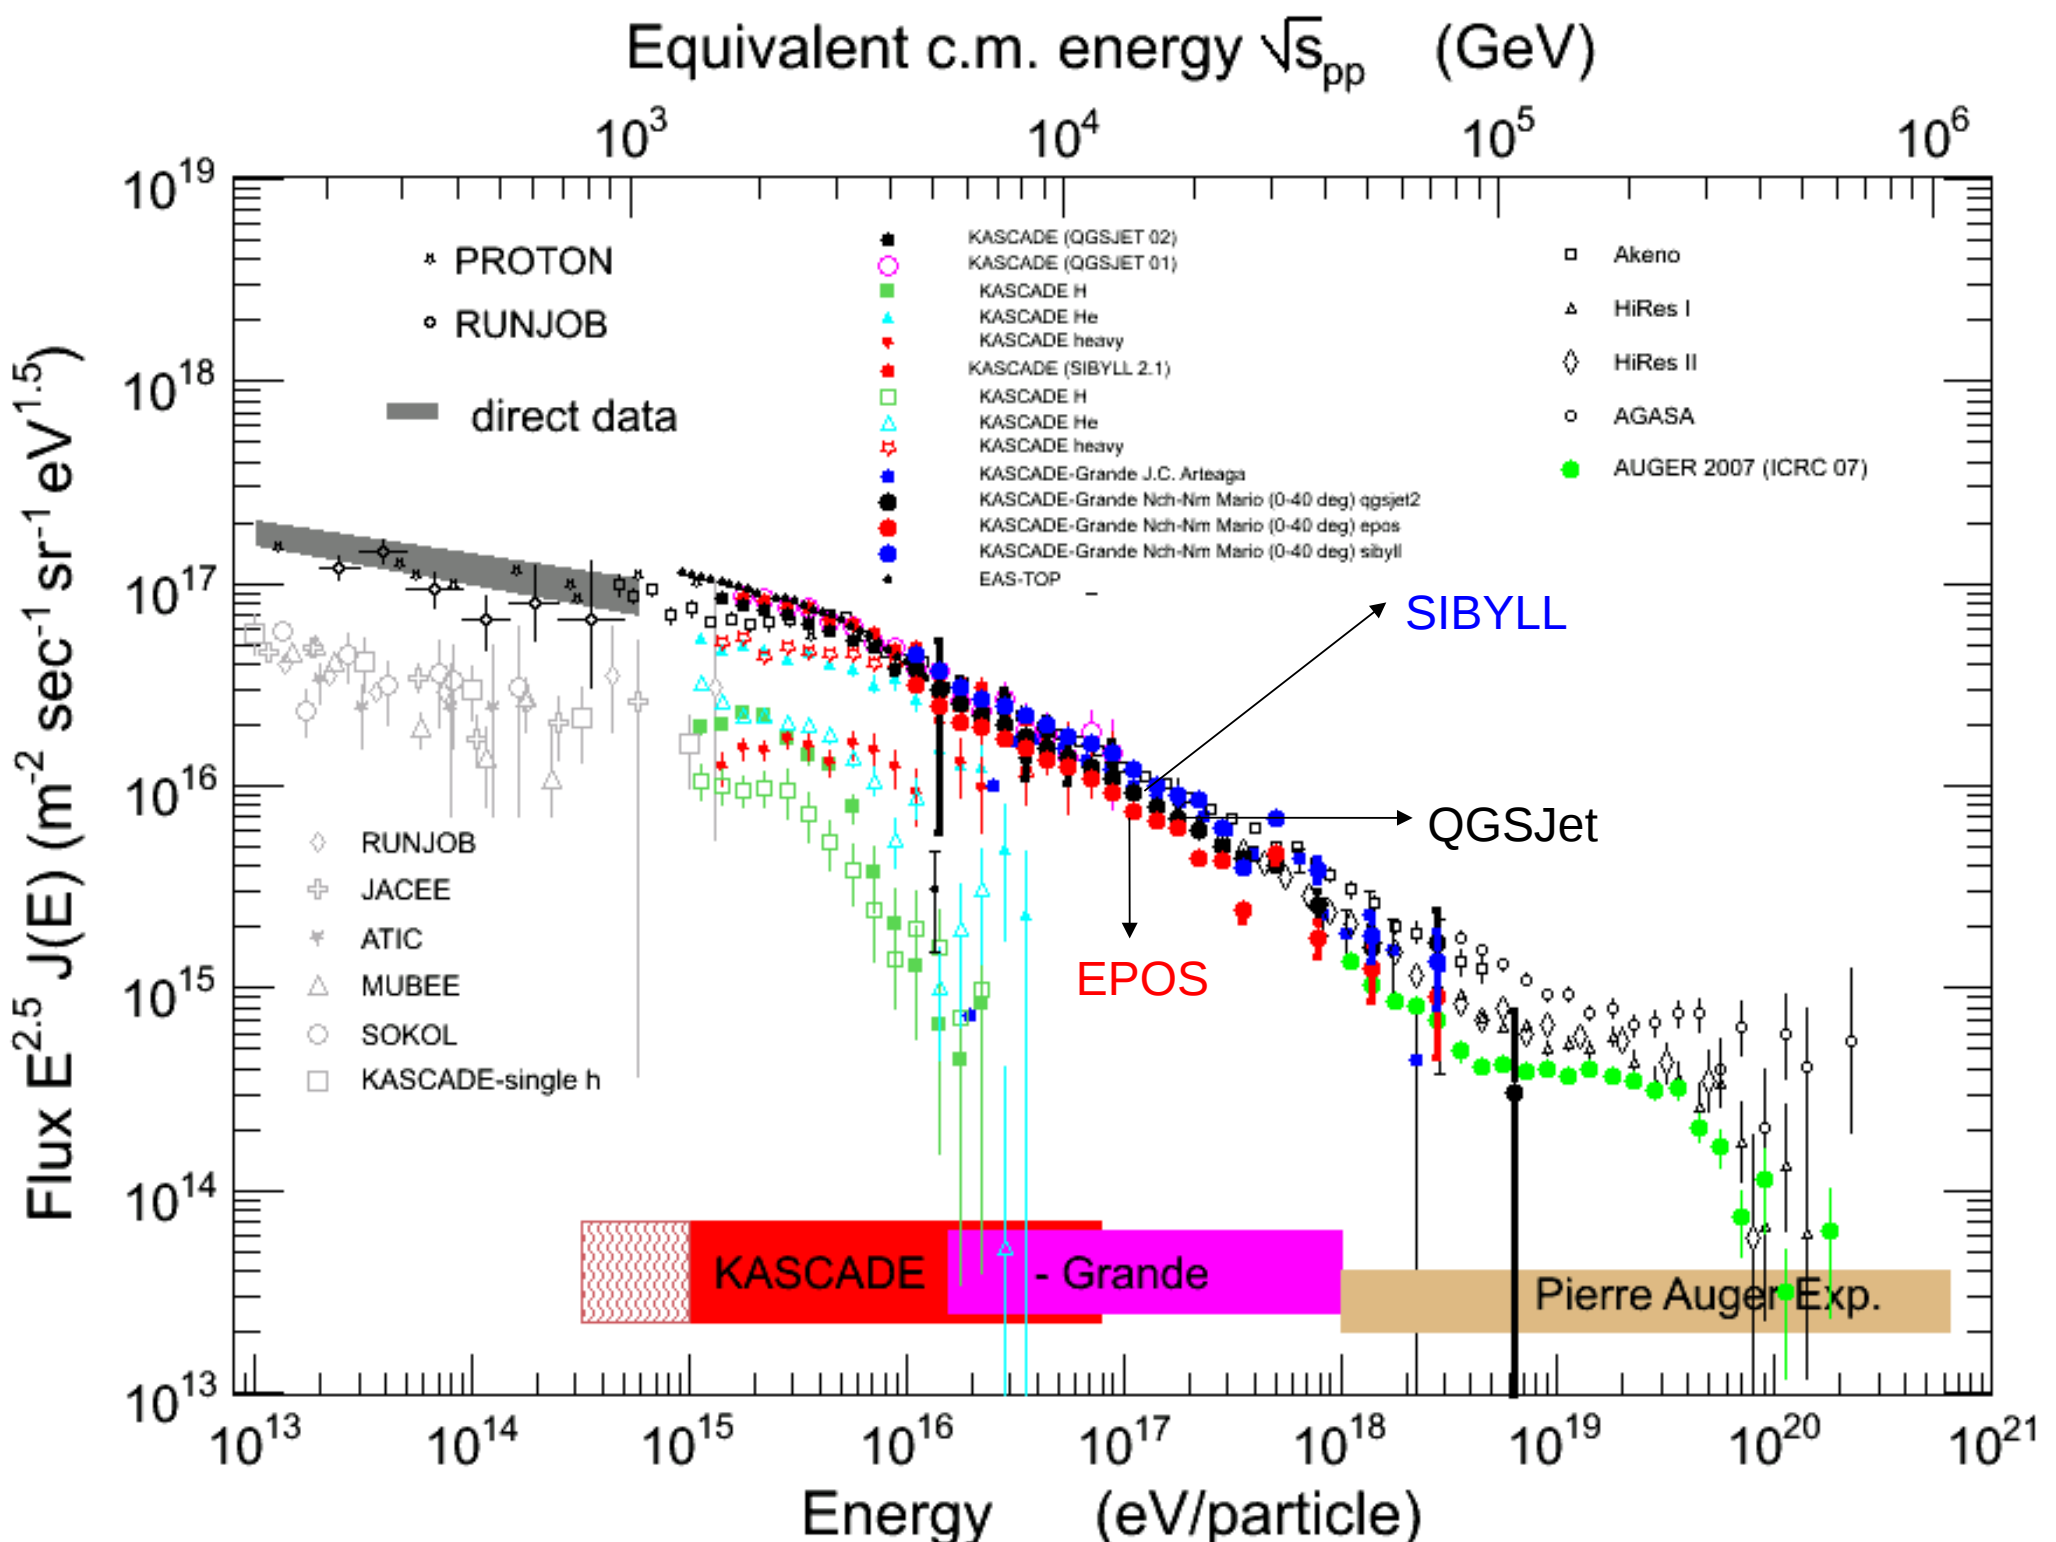 Equivalent c.m. energy √s_pp (GeV)
10^3 10^4 10^5 10^6
10^19
10^18
10^17
10^16
10^15
10^14
10^13
Flux E^2.5 J(E) (m^-2 sec^-1 sr^-1 eV^1.5)
PROTON
RUNJOB
direct data
KASCADE (QGSJET 02)
KASCADE (QGSJET 01)
KASCADE H
KASCADE He
KASCADE heavy
KASCADE (SIBYLL 2.1)
KASCADE H
KASCADE He
KASCADE heavy
KASCADE-Grande J.C. Arteaga
KASCADE-Grande Nch-Nm Mario (0-40 deg) qgsjet2
KASCADE-Grande Nch-Nm Mario (0-40 deg) epos
KASCADE-Grande Nch-Nm Mario (0-40 deg) sibyll
EAS-TOP
Akeno
HiRes I
HiRes II
AGASA
AUGER 2007 (ICRC 07)
SIBYLL
QGSJet
EPOS
RUNJOB
JACEE
ATIC
MUBEE
SOKOL
KASCADE-single h
KASCADE - Grande
Pierre Auger Exp.
10^13 10^14 10^15 10^16 10^17 10^18 10^19 10^20 10^21
Energy (eV/particle)